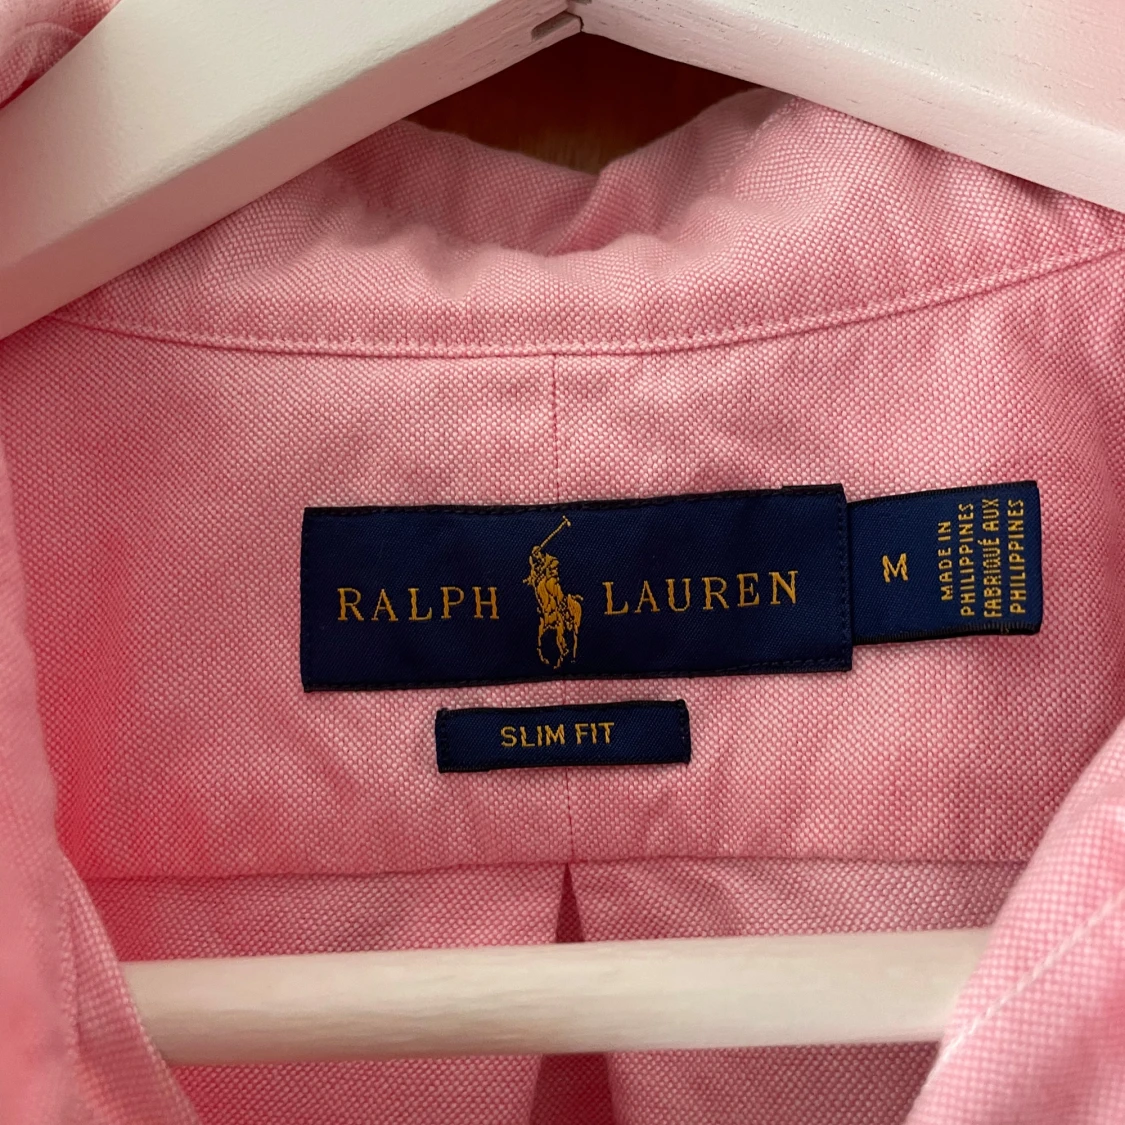 RALPH LAUREN
M
MADE IN
PHILIPPINES
FABRIQUÉ AUX
PHILIPPINES
SLIM FIT